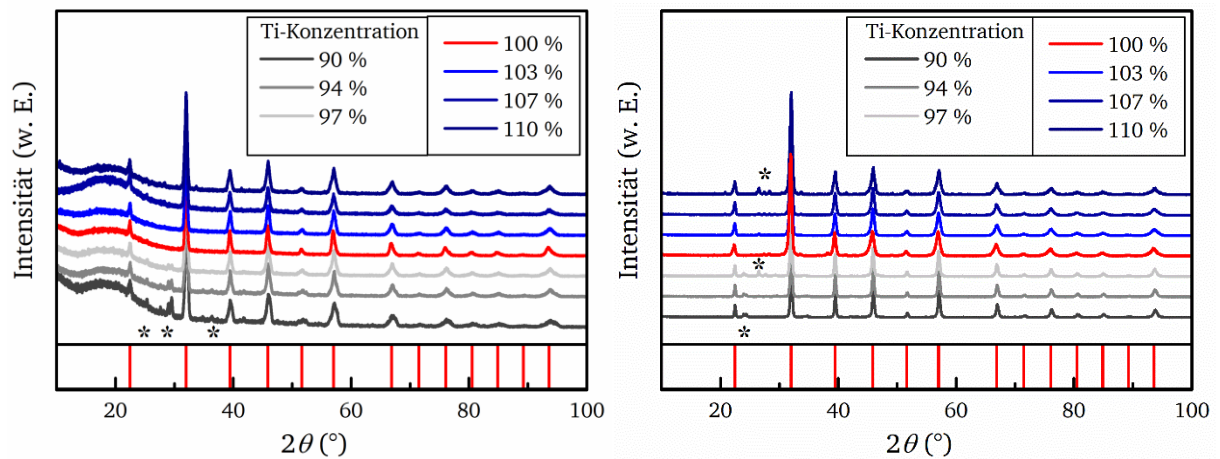 Intensität (w. E.)
Ti-Konzentration
90 %
94 %
97 %
100 %
103 %
107 %
110 %
* * *
20 40 60 80 100
2θ (°)
Intensität (w. E.)
Ti-Konzentration
90 %
94 %
97 %
100 %
103 %
107 %
110 %
*
*
*
20 40 60 80 100
2θ (°)